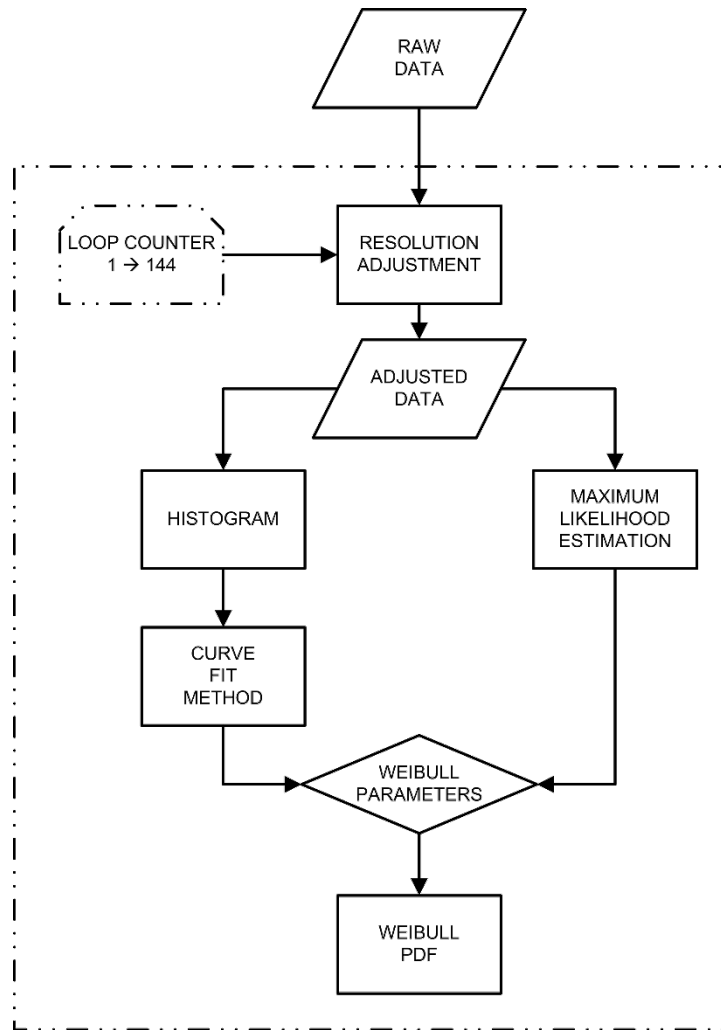 RAW
DATA
LOOP COUNTER
1 → 144
RESOLUTION
ADJUSTMENT
ADJUSTED
DATA
HISTOGRAM
MAXIMUM
LIKELIHOOD
ESTIMATION
CURVE
FIT
METHOD
WEIBULL
PARAMETERS
WEIBULL
PDF